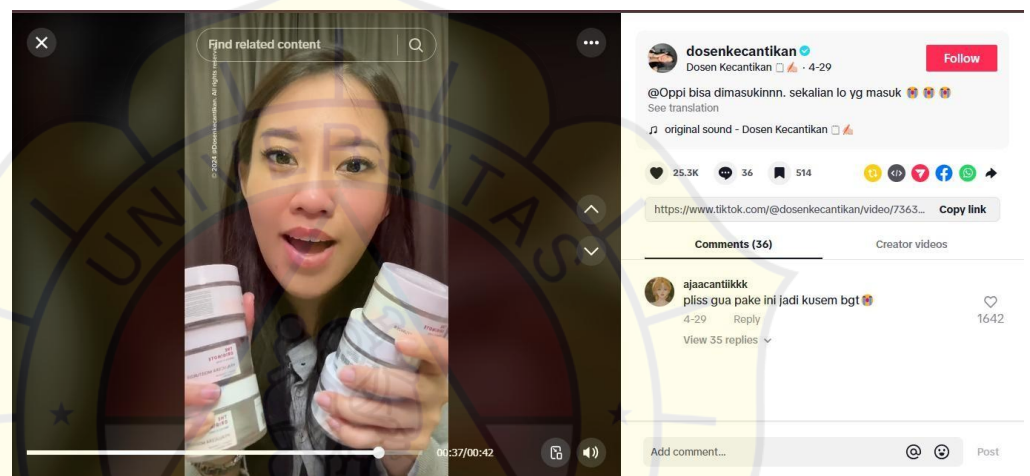 Find related content
© 2024 @Dosenkecantikan. All rights reserved
UNIVERSITAS
00:37/00:42
dosenkecantikan
Dosen Kecantikan · 4-29
Follow
@Oppi bisa dimasukinnn. sekalian lo yg masuk
See translation
original sound - Dosen Kecantikan
25.3K
36
514
https://www.tiktok.com/@dosenkecantikan/video/7363...
Copy link
Comments (36)
Creator videos
ajaacantiikkk
pliss gua pake ini jadi kusem bgt
1642
4-29 Reply
View 35 replies
Add comment...
Post